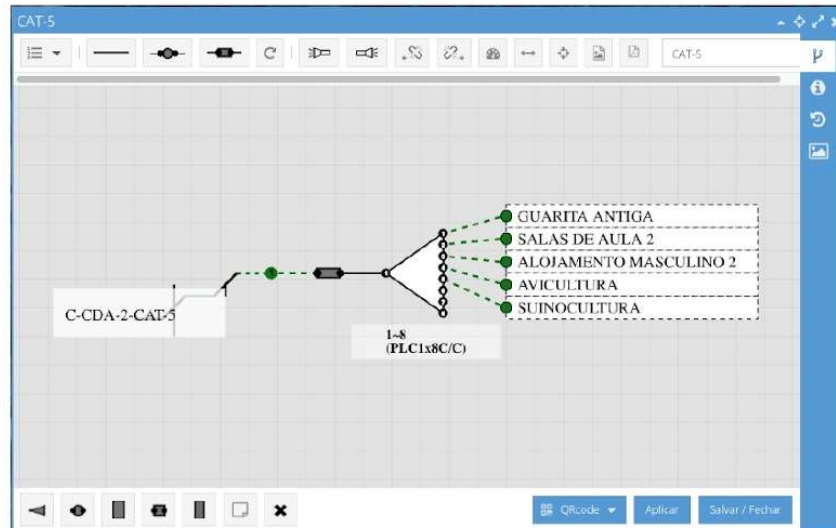 CAT-5
CAT-5
GUARITA ANTIGA
SALAS DE AULA 2
ALOJAMENTO MASCULINO 2
AVICULTURA
SUINOCULTURA
C-CDA-2-CAT-5
1~8
(PLC1x8C/C)
QRcode
Aplicar
Salvar / Fechar